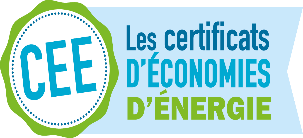 CEE
Les certificats
D'ÉCONOMIES
D'ÉNERGIE